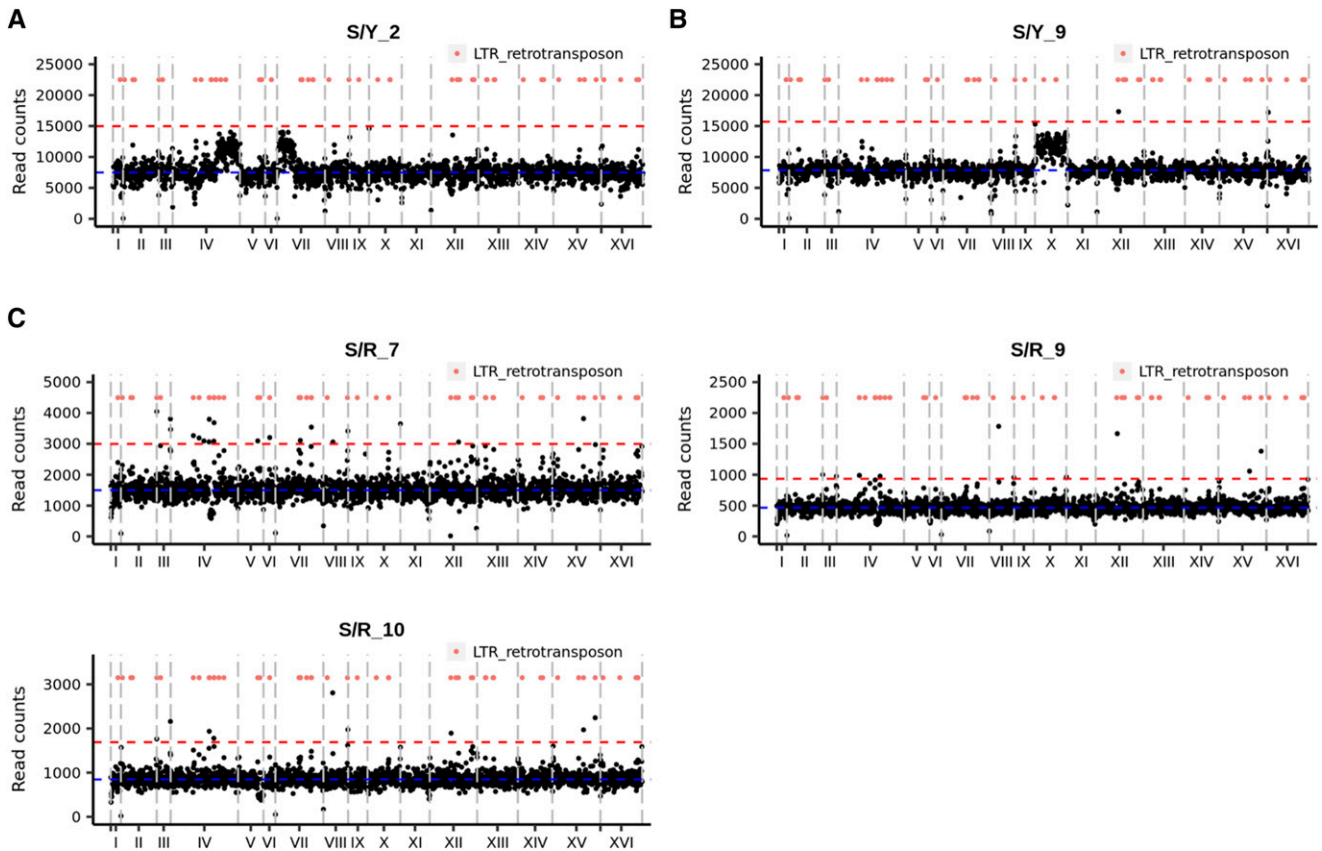 A
S/Y_2
LTR_retrotransposon
25000
20000
15000
10000
5000
0
Read counts
I II III IV V VI VII VIII IX X XI XII XIII XIV XV XVI
B
S/Y_9
LTR_retrotransposon
25000
20000
15000
10000
5000
0
Read counts
I II III IV V VI VII VIII IX X XI XII XIII XIV XV XVI
C
S/R_7
LTR_retrotransposon
5000
4000
3000
2000
1000
0
Read counts
I II III IV V VI VII VIII IX X XI XII XIII XIV XV XVI
S/R_9
LTR_retrotransposon
2500
2000
1500
1000
500
0
Read counts
I II III IV V VI VII VIII IX X XI XII XIII XIV XV XVI
S/R_10
LTR_retrotransposon
3000
2000
1000
0
Read counts
I II III IV V VI VII VIII IX X XI XII XIII XIV XV XVI